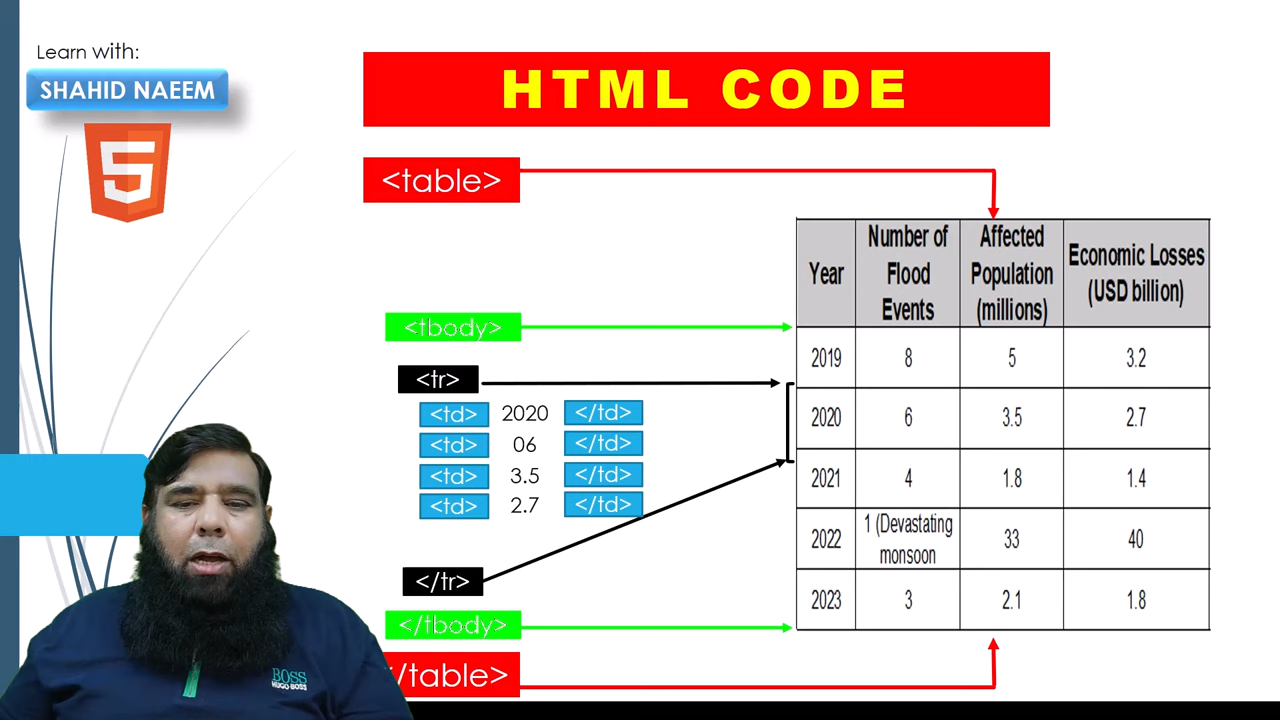 Learn with:
SHAHID NAEEM
5
HTML CODE
<table>
<tbody>
<tr>
<td> 2020 </td>
<td> 06 </td>
<td> 3.5 </td>
<td> 2.7 </td>
</tr>
</tbody>
/table>
Year Number of Flood Events Affected Population (millions) Economic Losses (USD billion)
2019 8 5 3.2
2020 6 3.5 2.7
2021 4 1.8 1.4
2022 1 (Devastating monsoon 33 40
2023 3 2.1 1.8
BOSS
HUGO BOSS